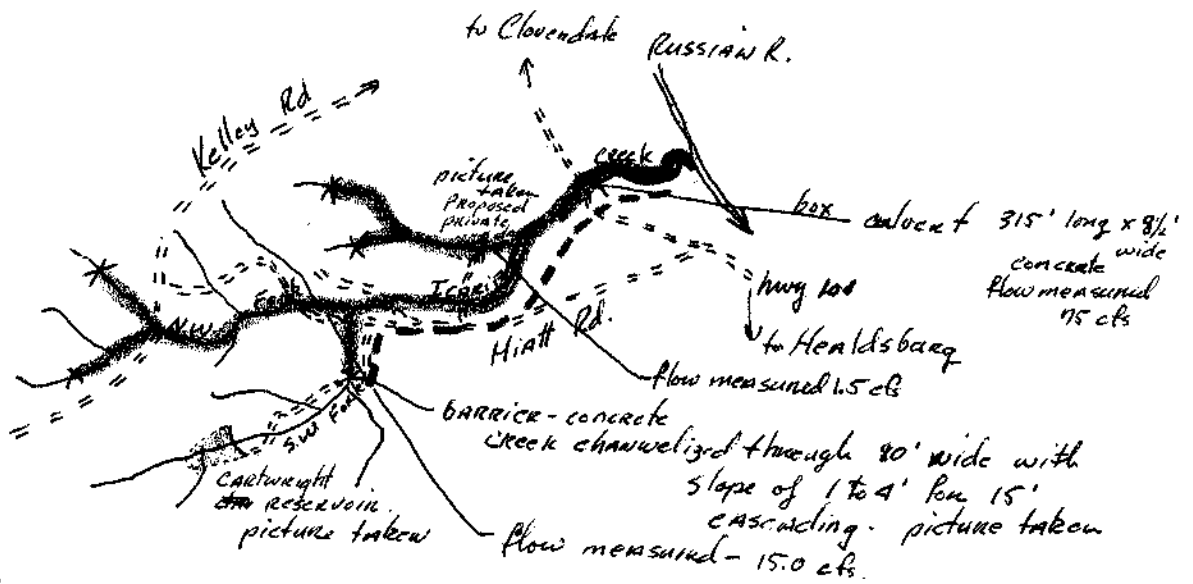 to Cloverdale
RUSSIAN R.
Kelley Rd
creek
picture
taken
Proposed
private
box culvert 315' long x 8½'
wide
concrete
flow measured
75 cfs
Icaria
Fork
N.W.
hwy 101
Hiatt Rd.
to Healdsburg
flow measured 1.5 cfs
BARRIER - concrete
creek channelized through 80' wide with
slope of 1 to 4' for 15'
cascading. picture taken
S.W Fork
CARTWRIGHT
RESERVOIR.
picture taken
flow measured - 15.0 cfs.